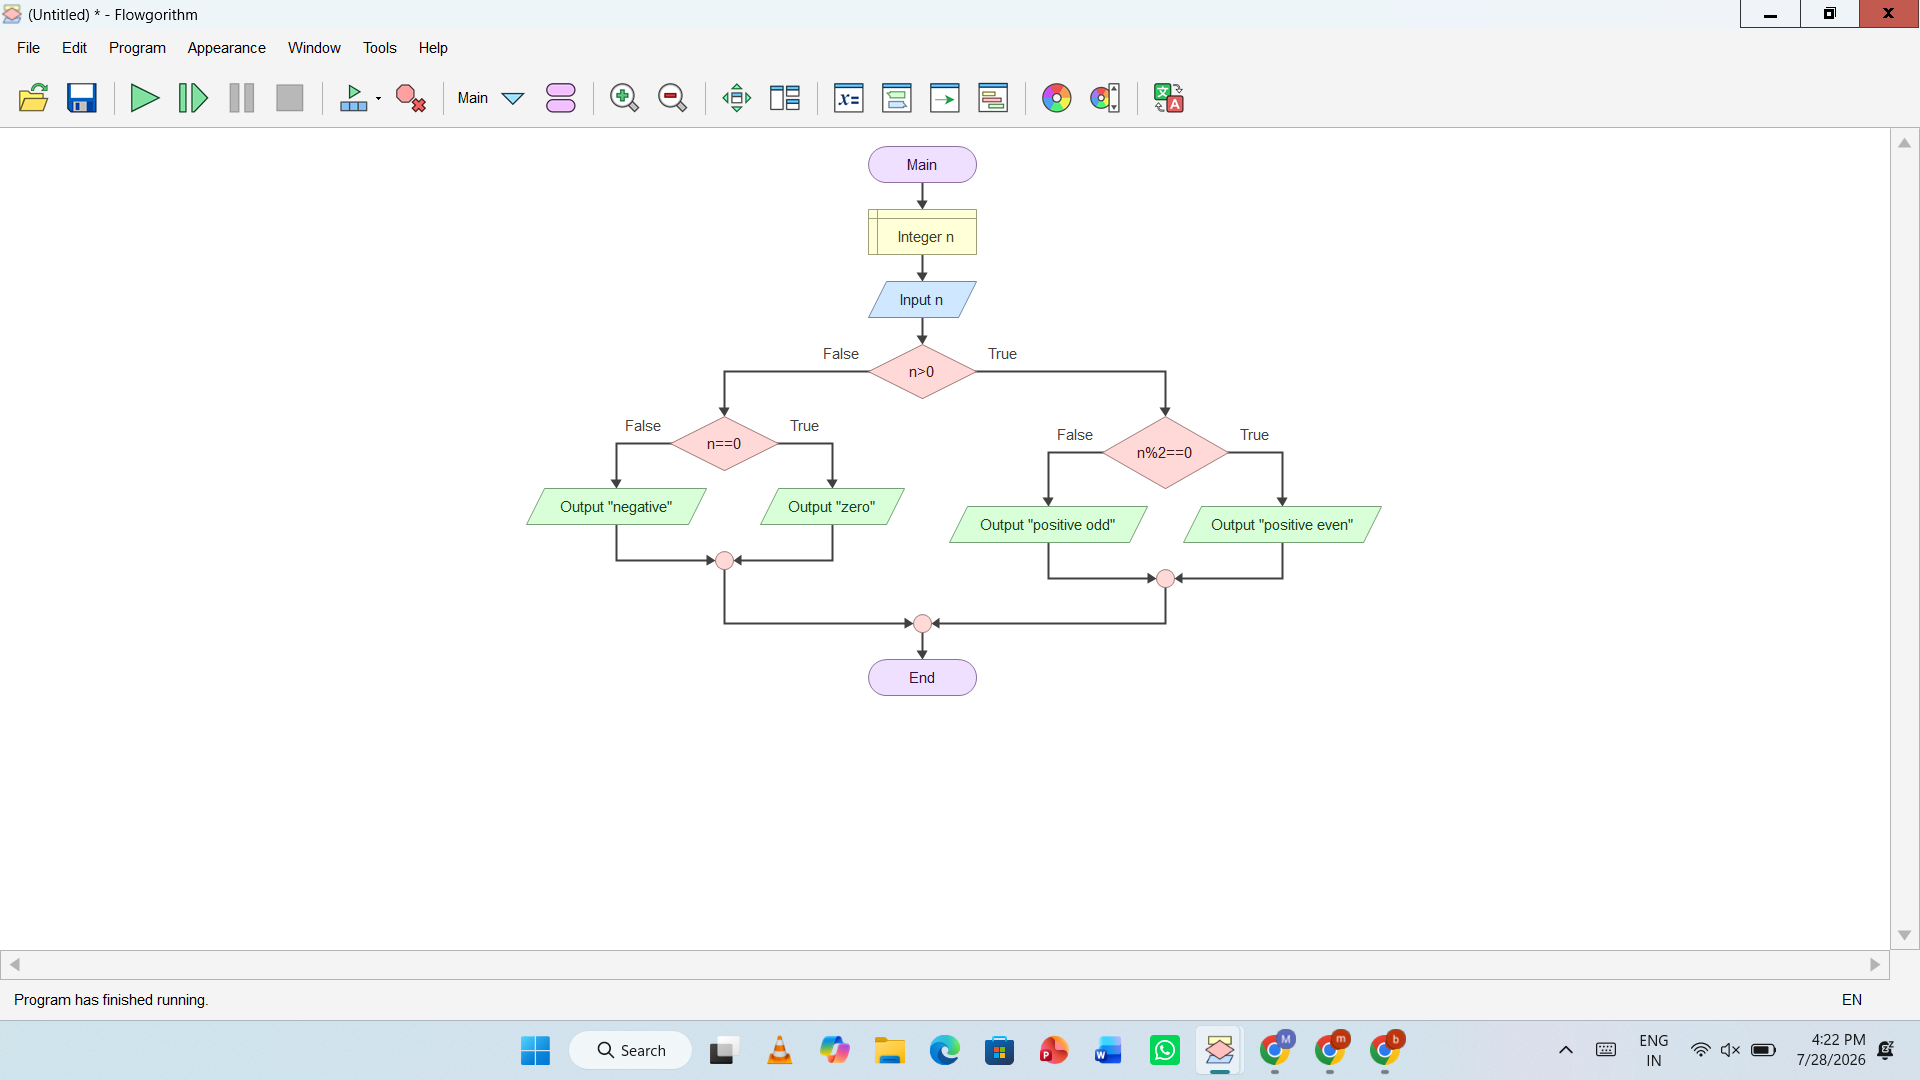 (Untitled) * - Flowgorithm
File Edit Program Appearance Window Tools Help
Main
x=
Main
Integer n
Input n
False n>0 True
False n==0 True
False n%2==0 True
Output "negative" Output "zero"
Output "positive odd" Output "positive even"
End
Program has finished running. EN
Search
M m b
ENG
IN
4:22 PM
7/28/2026